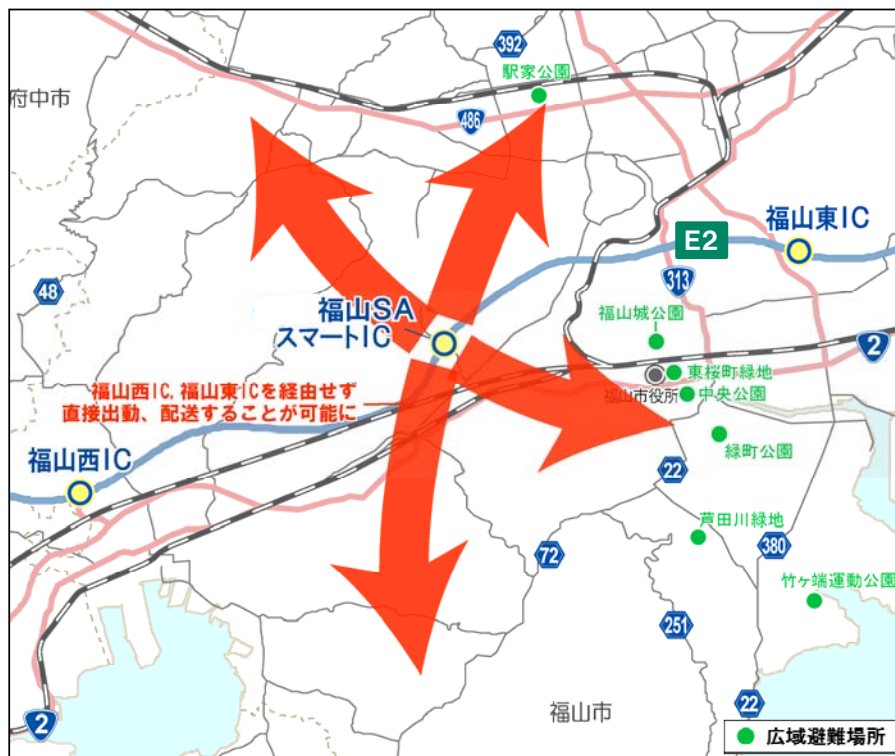 392
駅家公園
府中市
486
E2
福山東IC
48
313
福山SA
スマートIC
福山城公園
2
東桜町緑地
福山市役所
中央公園
福山西IC,福山東ICを経由せず
直接出動、配送することが可能に
緑町公園
福山西IC
22
芦田川緑地
72
380
竹ヶ端運動公園
251
22
福山市
2
広域避難場所